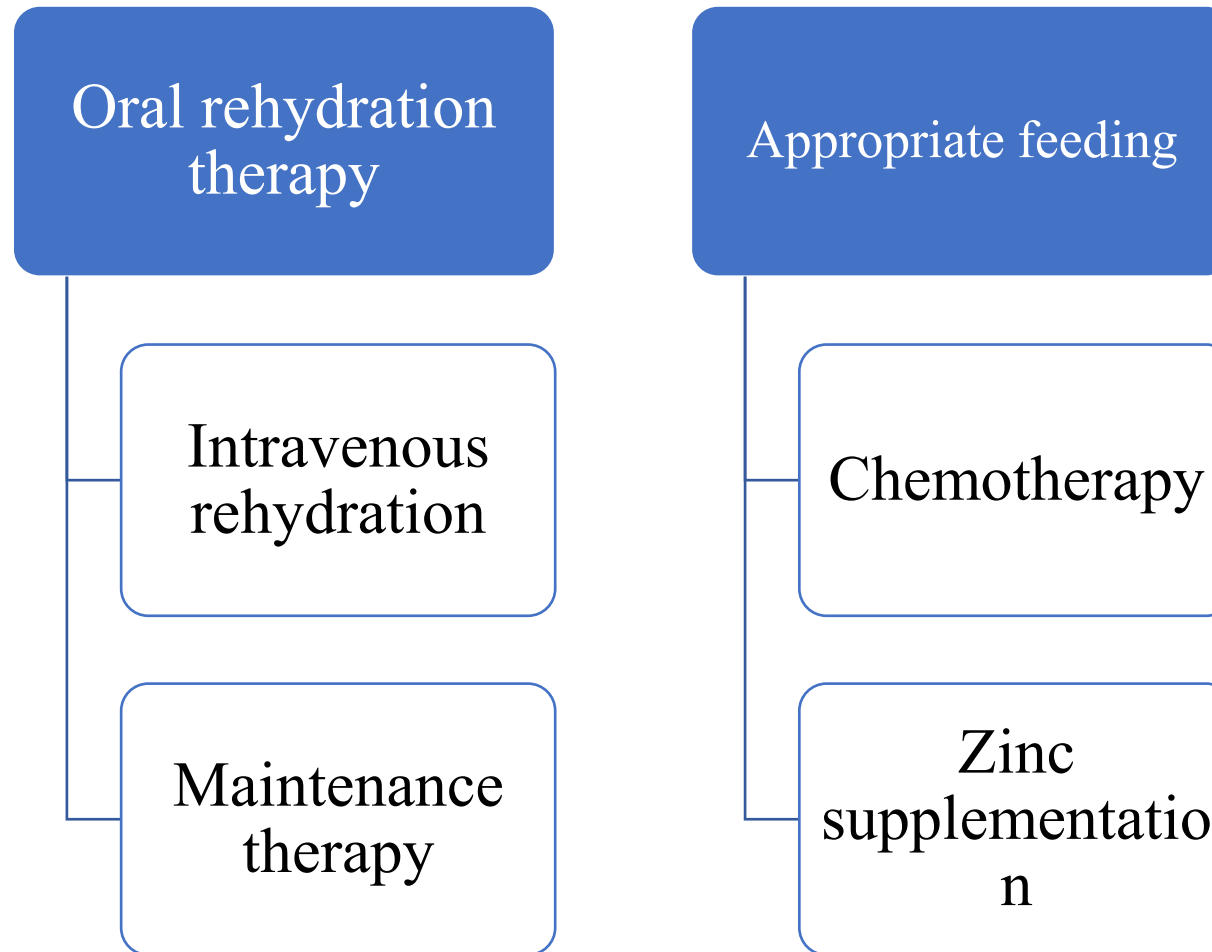 Oral rehydration
therapy
Intravenous
rehydration
Maintenance
therapy
Appropriate feeding
Chemotherapy
Zinc
supplementatio
n